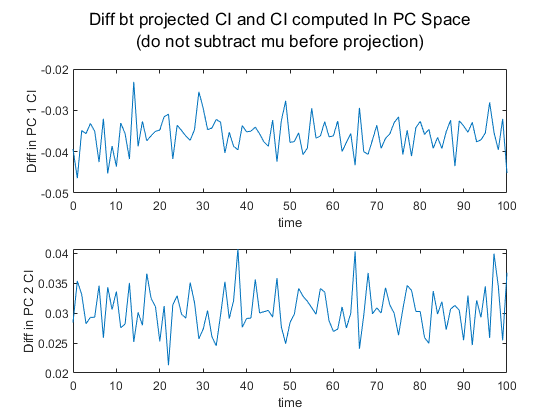 Diff bt projected CI and CI computed In PC Space
(do not subtract mu before projection)
-0.02
-0.03
-0.04
-0.05
Diff in PC 1 CI
0 10 20 30 40 50 60 70 80 90 100
time
0.04
0.035
0.03
0.025
0.02
Diff in PC 2 CI
0 10 20 30 40 50 60 70 80 90 100
time